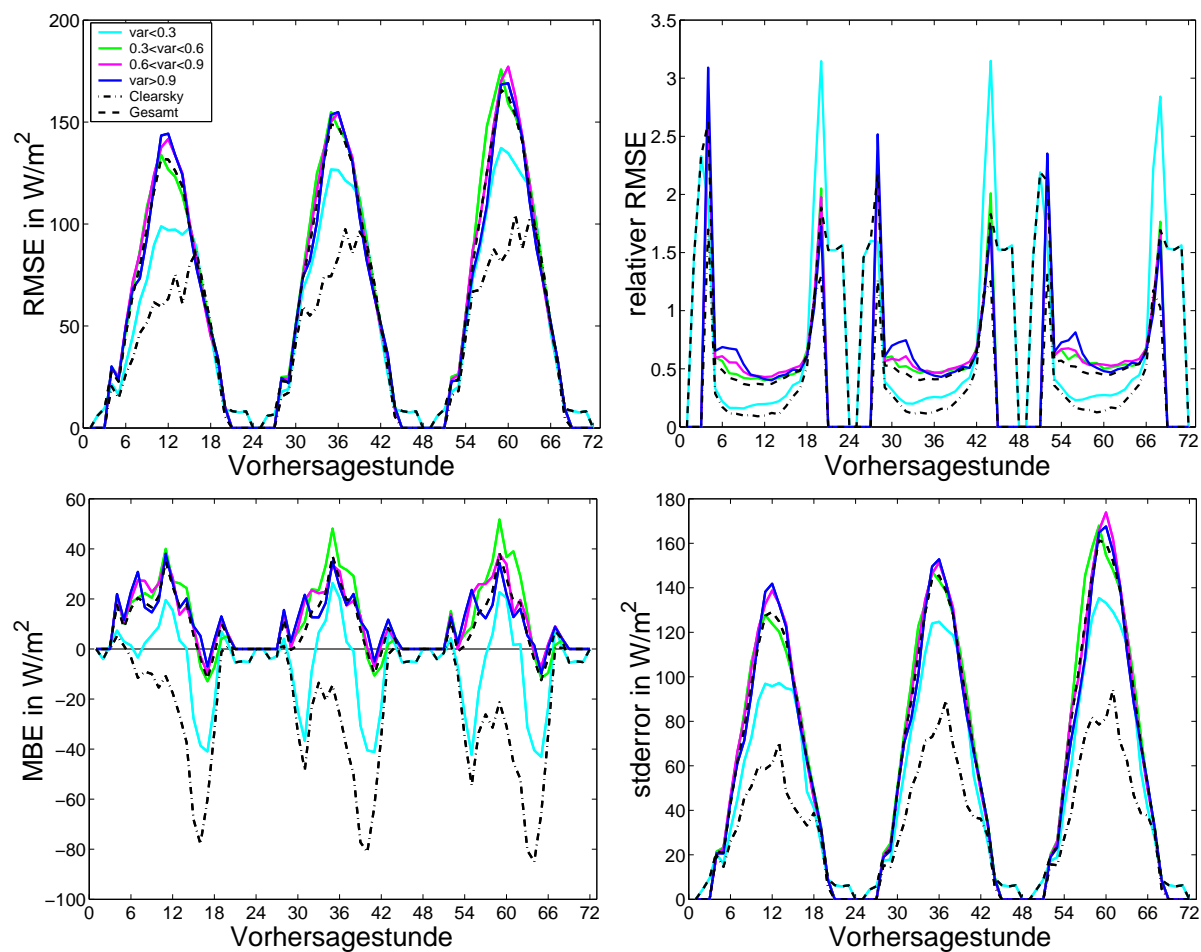 200
150
100
50
0
0 6 12 18 24 30 36 42 48 54 60 66 72
RMSE in W/m²
Vorhersagestunde
var<0.3
0.3<var<0.6
0.6<var<0.9
var>0.9
Clearsky
Gesamt
3.5
3
2.5
2
1.5
1
0.5
0
0 6 12 18 24 30 36 42 48 54 60 66 72
relativer RMSE
Vorhersagestunde
60
40
20
0
−20
−40
−60
−80
−100
0 6 12 18 24 30 36 42 48 54 60 66 72
MBE in W/m²
Vorhersagestunde
180
160
140
120
100
80
60
40
20
0
0 6 12 18 24 30 36 42 48 54 60 66 72
stderror in W/m²
Vorhersagestunde